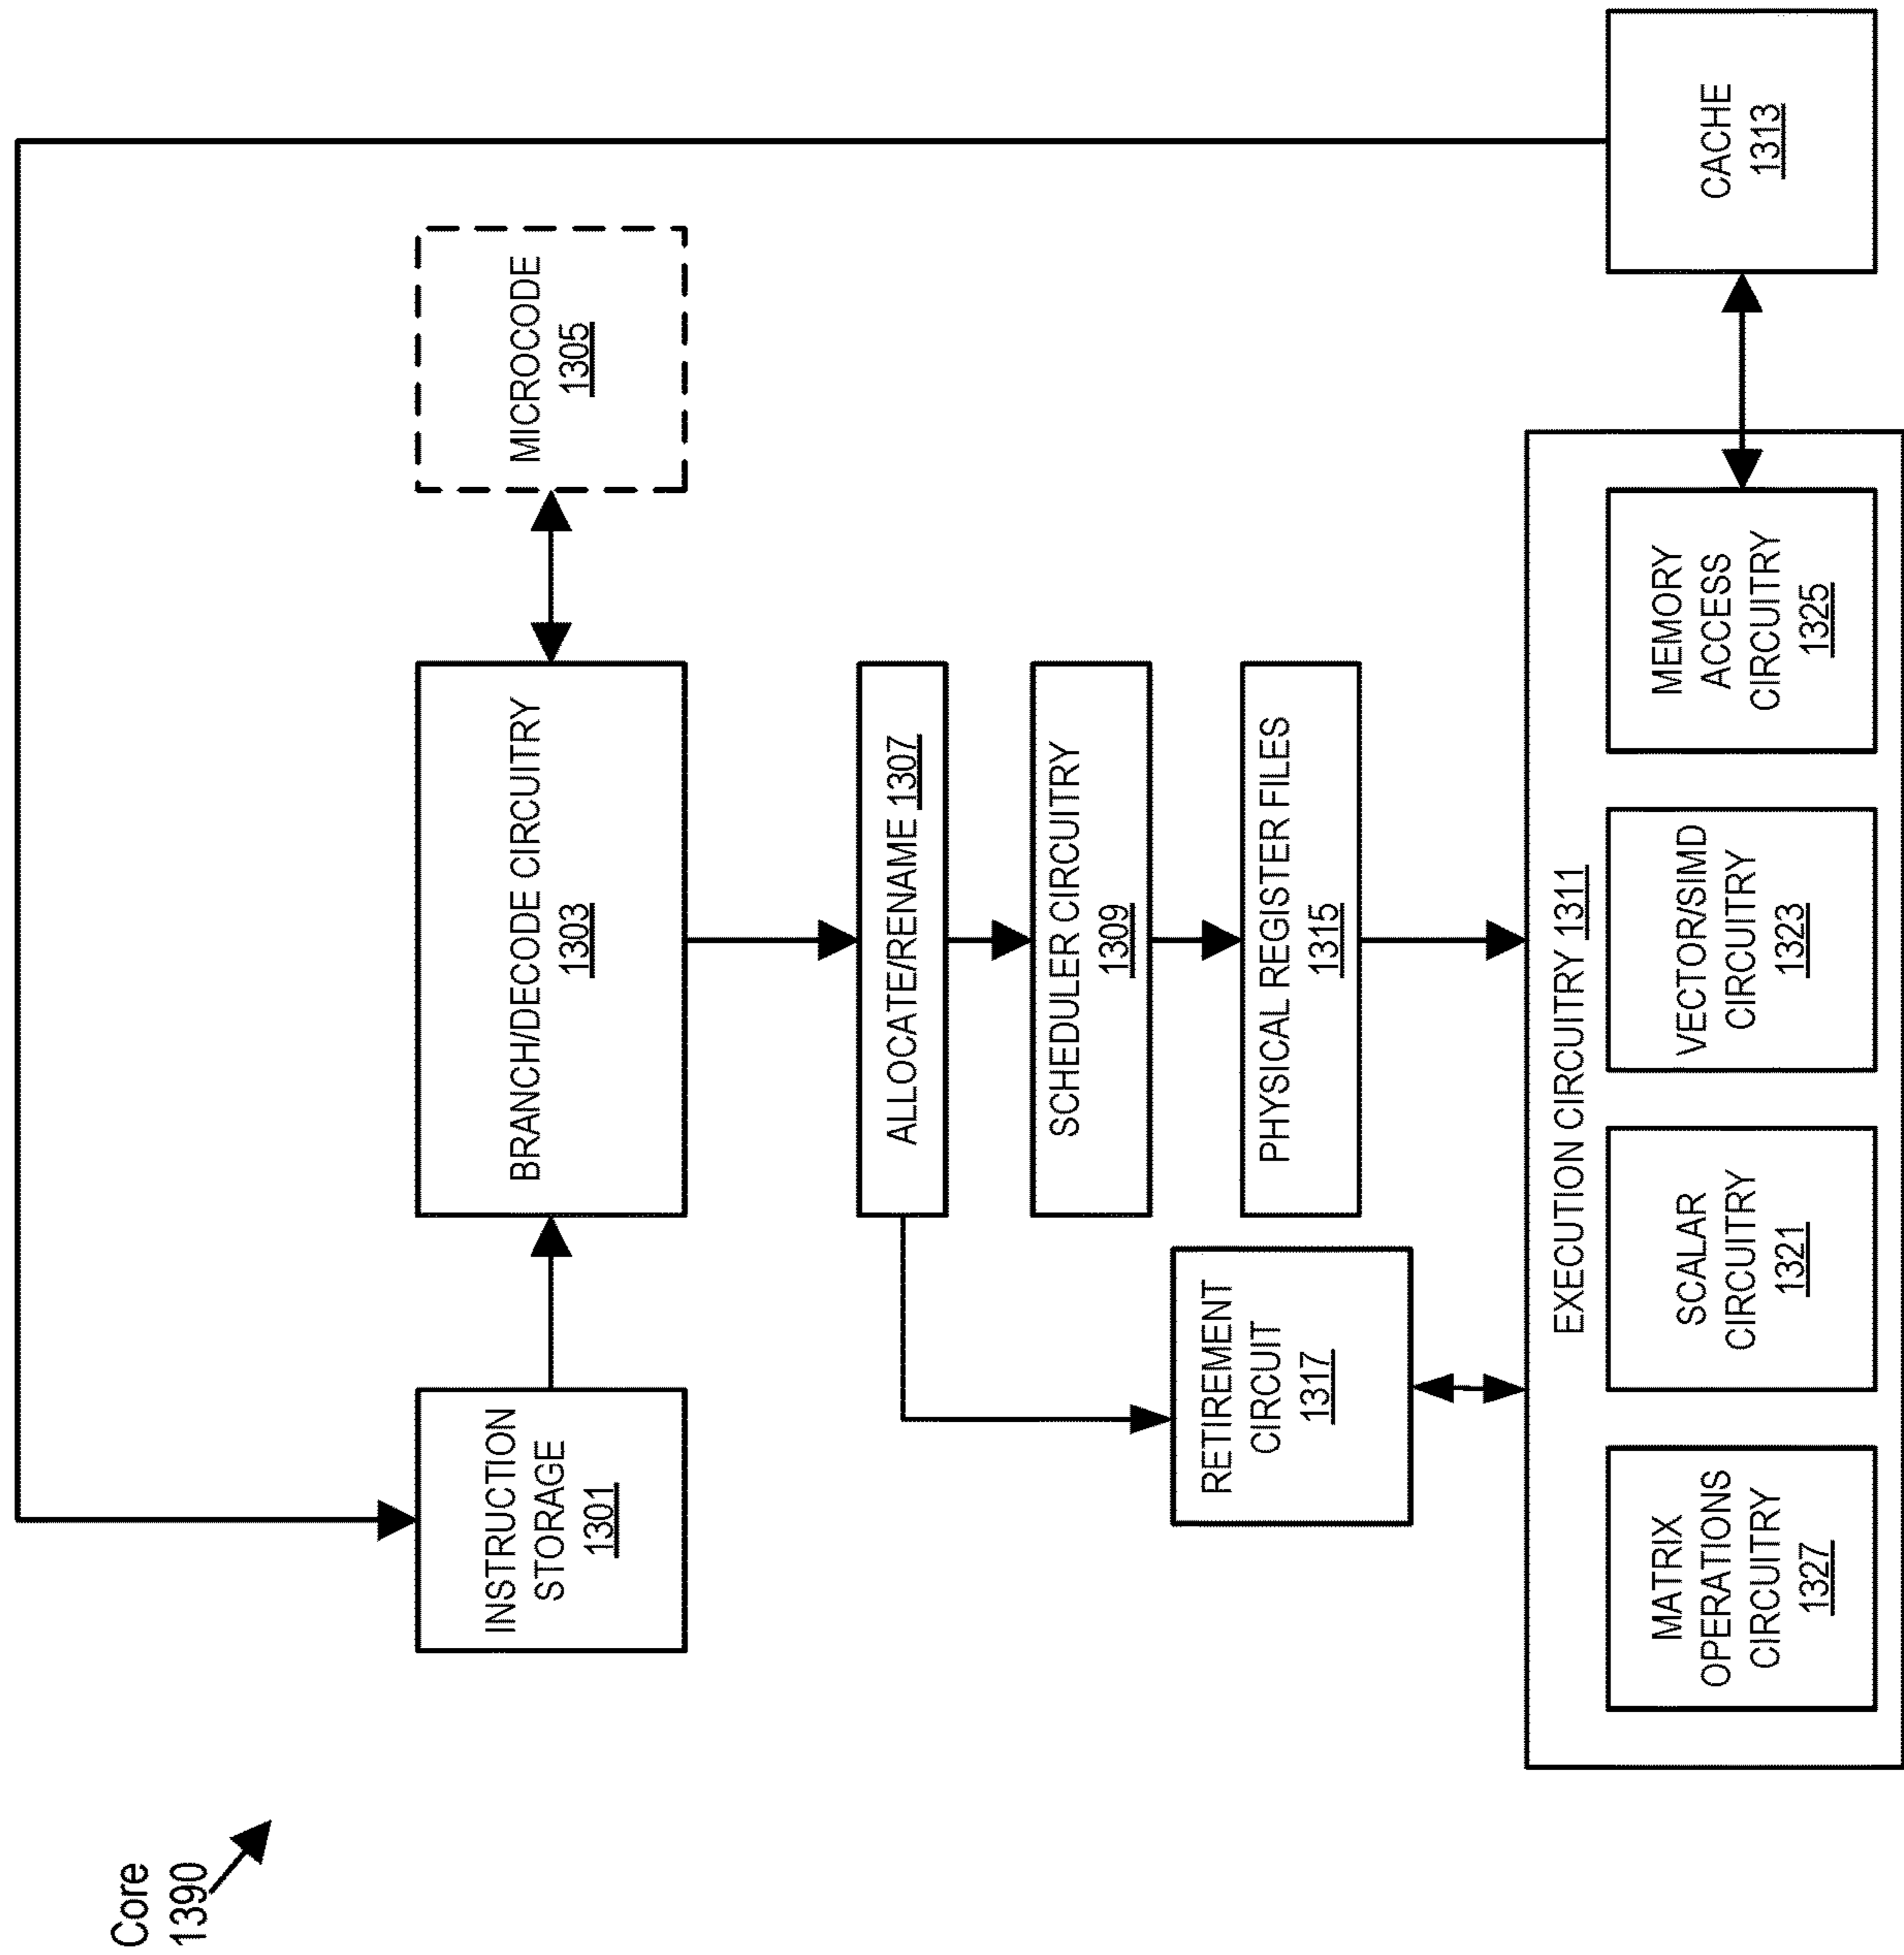 Core
1390
INSTRUCTION
STORAGE
1301
BRANCH/DECODE CIRCUITRY
1303
MICROCODE
1305
ALLOCATE/RENAME 1307
SCHEDULER CIRCUITRY
1309
PHYSICAL REGISTER FILES
1315
RETIREMENT
CIRCUIT
1317
EXECUTION CIRCUITRY 1311
MATRIX
OPERATIONS
CIRCUITRY
1327
SCALAR
CIRCUITRY
1321
VECTOR/SIMD
CIRCUITRY
1323
MEMORY
ACCESS
CIRCUITRY
1325
CACHE
1313